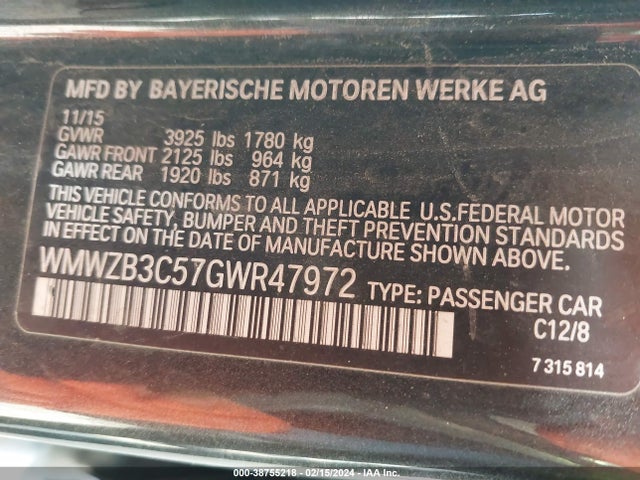 MFD BY BAYERISCHE MOTOREN WERKE AG
11/15
GVWR 3925 lbs 1780 kg
GAWR FRONT 2125 lbs 964 kg
GAWR REAR 1920 lbs 871 kg
THIS VEHICLE CONFORMS TO ALL APPLICABLE U.S.FEDERAL MOTOR
VEHICLE SAFETY, BUMPER AND THEFT PREVENTION STANDARDS
IN EFFECT ON THE DATE OF MANUFACTURE SHOWN ABOVE.
WMWZB3C57GWR47972 TYPE: PASSENGER CAR
C12/8
7 315 814
000-38755218 - 02/15/2024 - IAA Inc.